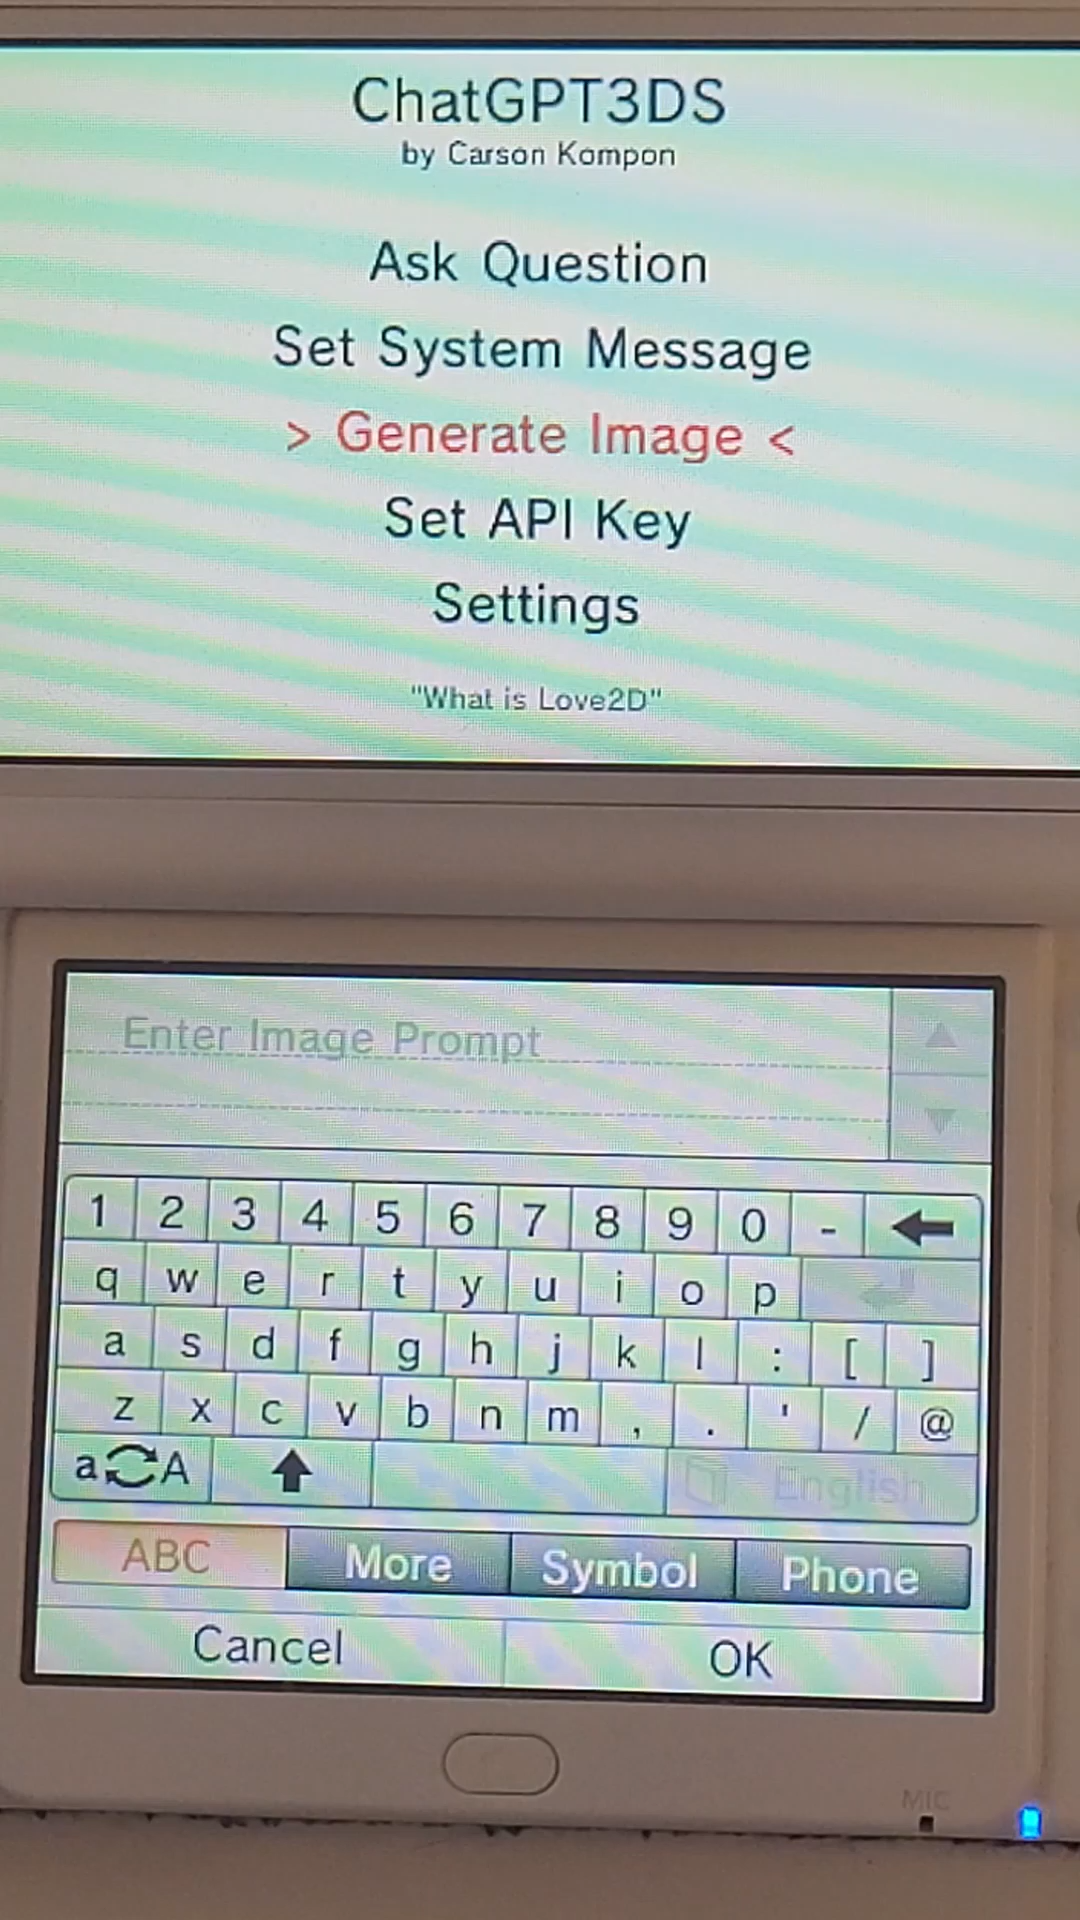 ChatGPT3DS
by Carson Kompon
Ask Question
Set System Message
> Generate Image <
Set API Key
Settings
"What is Love2D"
Enter Image Prompt
1 2 3 4 5 6 7 8 9 0 -
q w e r t y u i o p
a s d f g h j k l : [ ]
z x c v b n m , . ' / @
a A English
ABC More Symbol Phone
Cancel OK
MIC